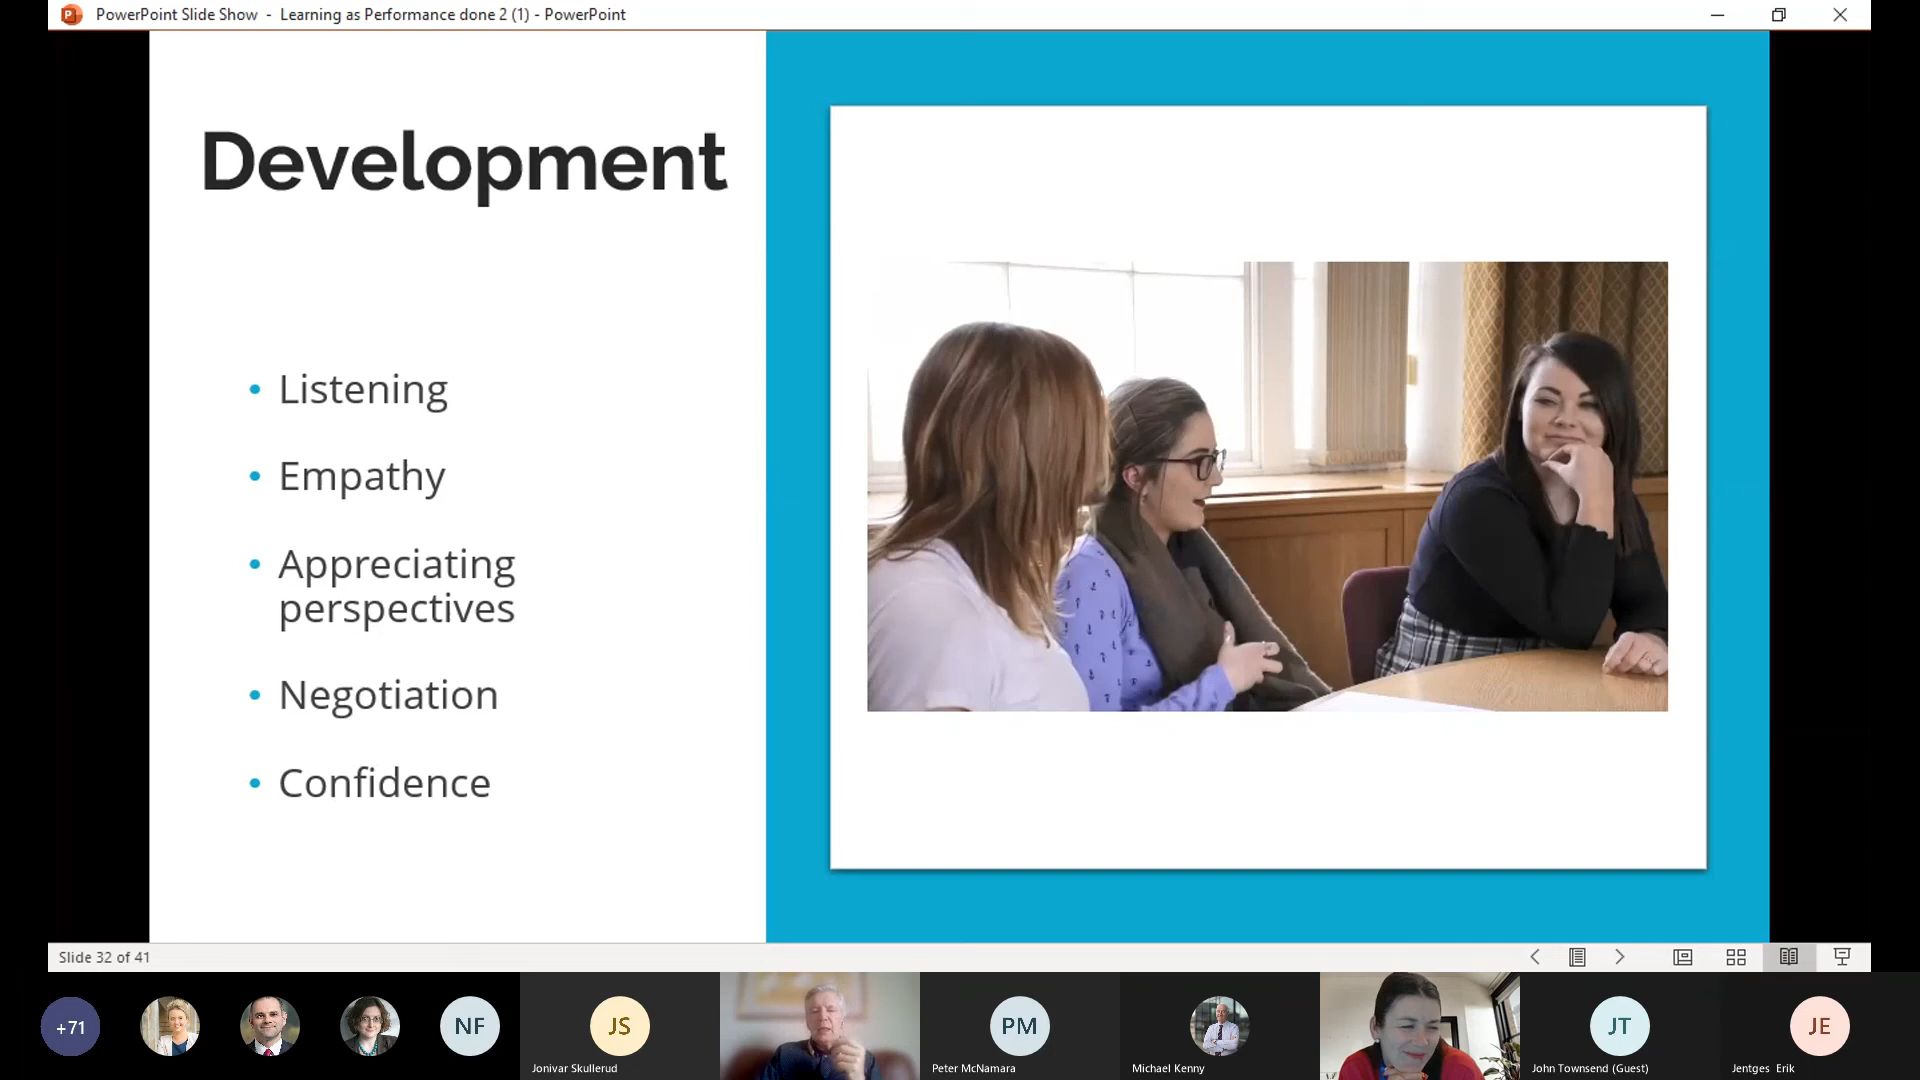 PowerPoint Slide Show - Learning as Performance done 2 (1) - PowerPoint
Development
• Listening
• Empathy
• Appreciating
perspectives
• Negotiation
• Confidence
Slide 32 of 41
+71
NF
JS
PM
JT
JE
Jonivar Skullerud
Peter McNamara
Michael Kenny
John Townsend (Guest)
Jentges Erik